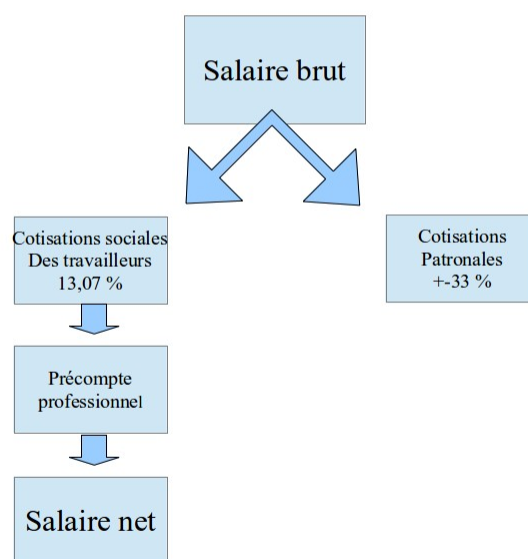 Salaire brut
Cotisations sociales
Des travailleurs
13,07 %
Cotisations
Patronales
+-33 %
Précompte
professionnel
Salaire net